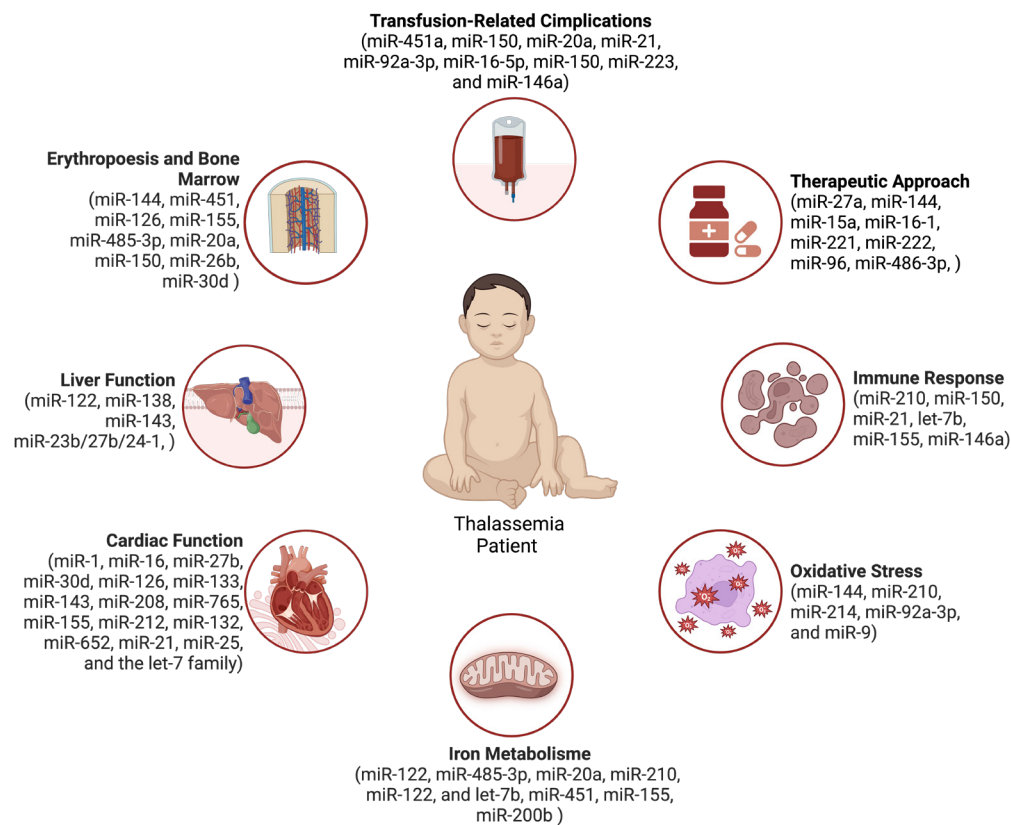 Transfusion-Related Cimplications
(miR-451a, miR-150, miR-20a, miR-21,
miR-92a-3p, miR-16-5p, miR-150, miR-223,
and miR-146a)
Erythropoesis and Bone
Marrow
(miR-144, miR-451,
miR-126, miR-155,
miR-485-3p, miR-20a,
miR-150, miR-26b,
miR-30d )
Therapeutic Approach
(miR-27a, miR-144,
miR-15a, miR-16-1,
miR-221, miR-222,
miR-96, miR-486-3p, )
Liver Function
(miR-122, miR-138,
miR-143,
miR-23b/27b/24-1, )
Immune Response
(miR-210, miR-150,
miR-21, let-7b,
miR-155, miR-146a)
Thalassemia
Patient
Cardiac Function
(miR-1, miR-16, miR-27b,
miR-30d, miR-126, miR-133,
miR-143, miR-208, miR-765,
miR-155, miR-212, miR-132,
miR-652, miR-21, miR-25,
and the let-7 family)
O₂
O₂
O₂
O₂
O₂
O₂
O₂
Oxidative Stress
(miR-144, miR-210,
miR-214, miR-92a-3p,
and miR-9)
Iron Metabolisme
(miR-122, miR-485-3p, miR-20a, miR-210,
miR-122, and let-7b, miR-451, miR-155,
miR-200b )